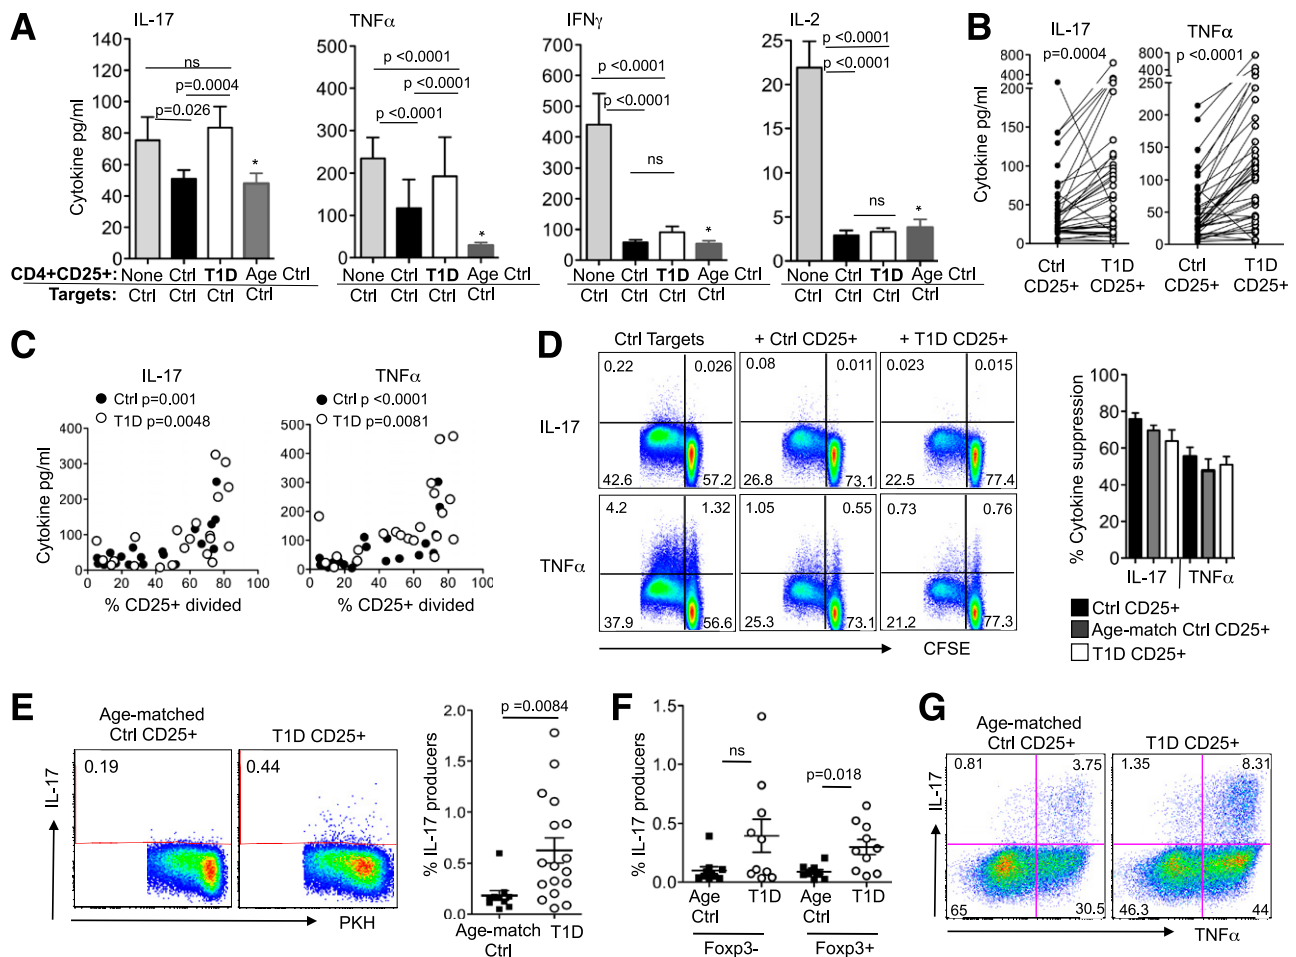 A
IL-17
TNFα
IFNγ
IL-2
Cytokine pg/ml
140
120
100
80
60
40
20
0
ns
p=0.0004
p=0.026
*
500
400
300
200
100
0
p <0.0001
p <0.0001
p <0.0001
*
700
600
500
400
300
200
100
0
p <0.0001
p <0.0001
ns
*
25
20
15
10
5
0
p <0.0001
p <0.0001
ns
*
CD4+CD25+: None Ctrl T1D Age Ctrl
Targets: Ctrl Ctrl Ctrl Ctrl
None Ctrl T1D Age Ctrl
Ctrl Ctrl Ctrl Ctrl
None Ctrl T1D Age Ctrl
Ctrl Ctrl Ctrl Ctrl
None Ctrl T1D Age Ctrl
Ctrl Ctrl Ctrl Ctrl
B
IL-17
TNFα
p=0.0004
p <0.0001
Cytokine pg/ml
800
400
200
150
100
50
0
800
400
200
150
100
50
0
Ctrl T1D
CD25+ CD25+
Ctrl T1D
CD25+ CD25+
C
IL-17
Ctrl p=0.001
T1D p=0.0048
TNFα
Ctrl p <0.0001
T1D p=0.0081
Cytokine pg/ml
400
300
200
100
0
0 20 40 60 80 100
% CD25+ divided
500
400
300
200
100
0
0 20 40 60 80 100
% CD25+ divided
D
Ctrl Targets
+ Ctrl CD25+
+ T1D CD25+
IL-17
0.22 0.026
42.6 57.2
0.08 0.011
26.8 73.1
0.023 0.015
22.5 77.4
TNFα
4.2 1.32
37.9 56.6
1.05 0.55
25.3 73.1
0.73 0.76
21.2 77.3
CFSE
% Cytokine suppression
100
80
60
40
20
0
IL-17 TNFα
Ctrl CD25+
Age-match Ctrl CD25+
T1D CD25+
E
Age-matched
Ctrl CD25+
T1D CD25+
IL-17
0.19
0.44
PKH
% IL-17 producers
2.0
1.5
1.0
0.5
0.0
p =0.0084
Age-match T1D
Ctrl
F
% IL-17 producers
1.5
1.0
0.5
0.0
ns
p=0.018
Age T1D Age T1D
Ctrl Ctrl
Foxp3- Foxp3+
G
Age-matched
Ctrl CD25+
T1D CD25+
IL-17
0.81 3.75
65 30.5
1.35 8.31
46.3 44
TNFα